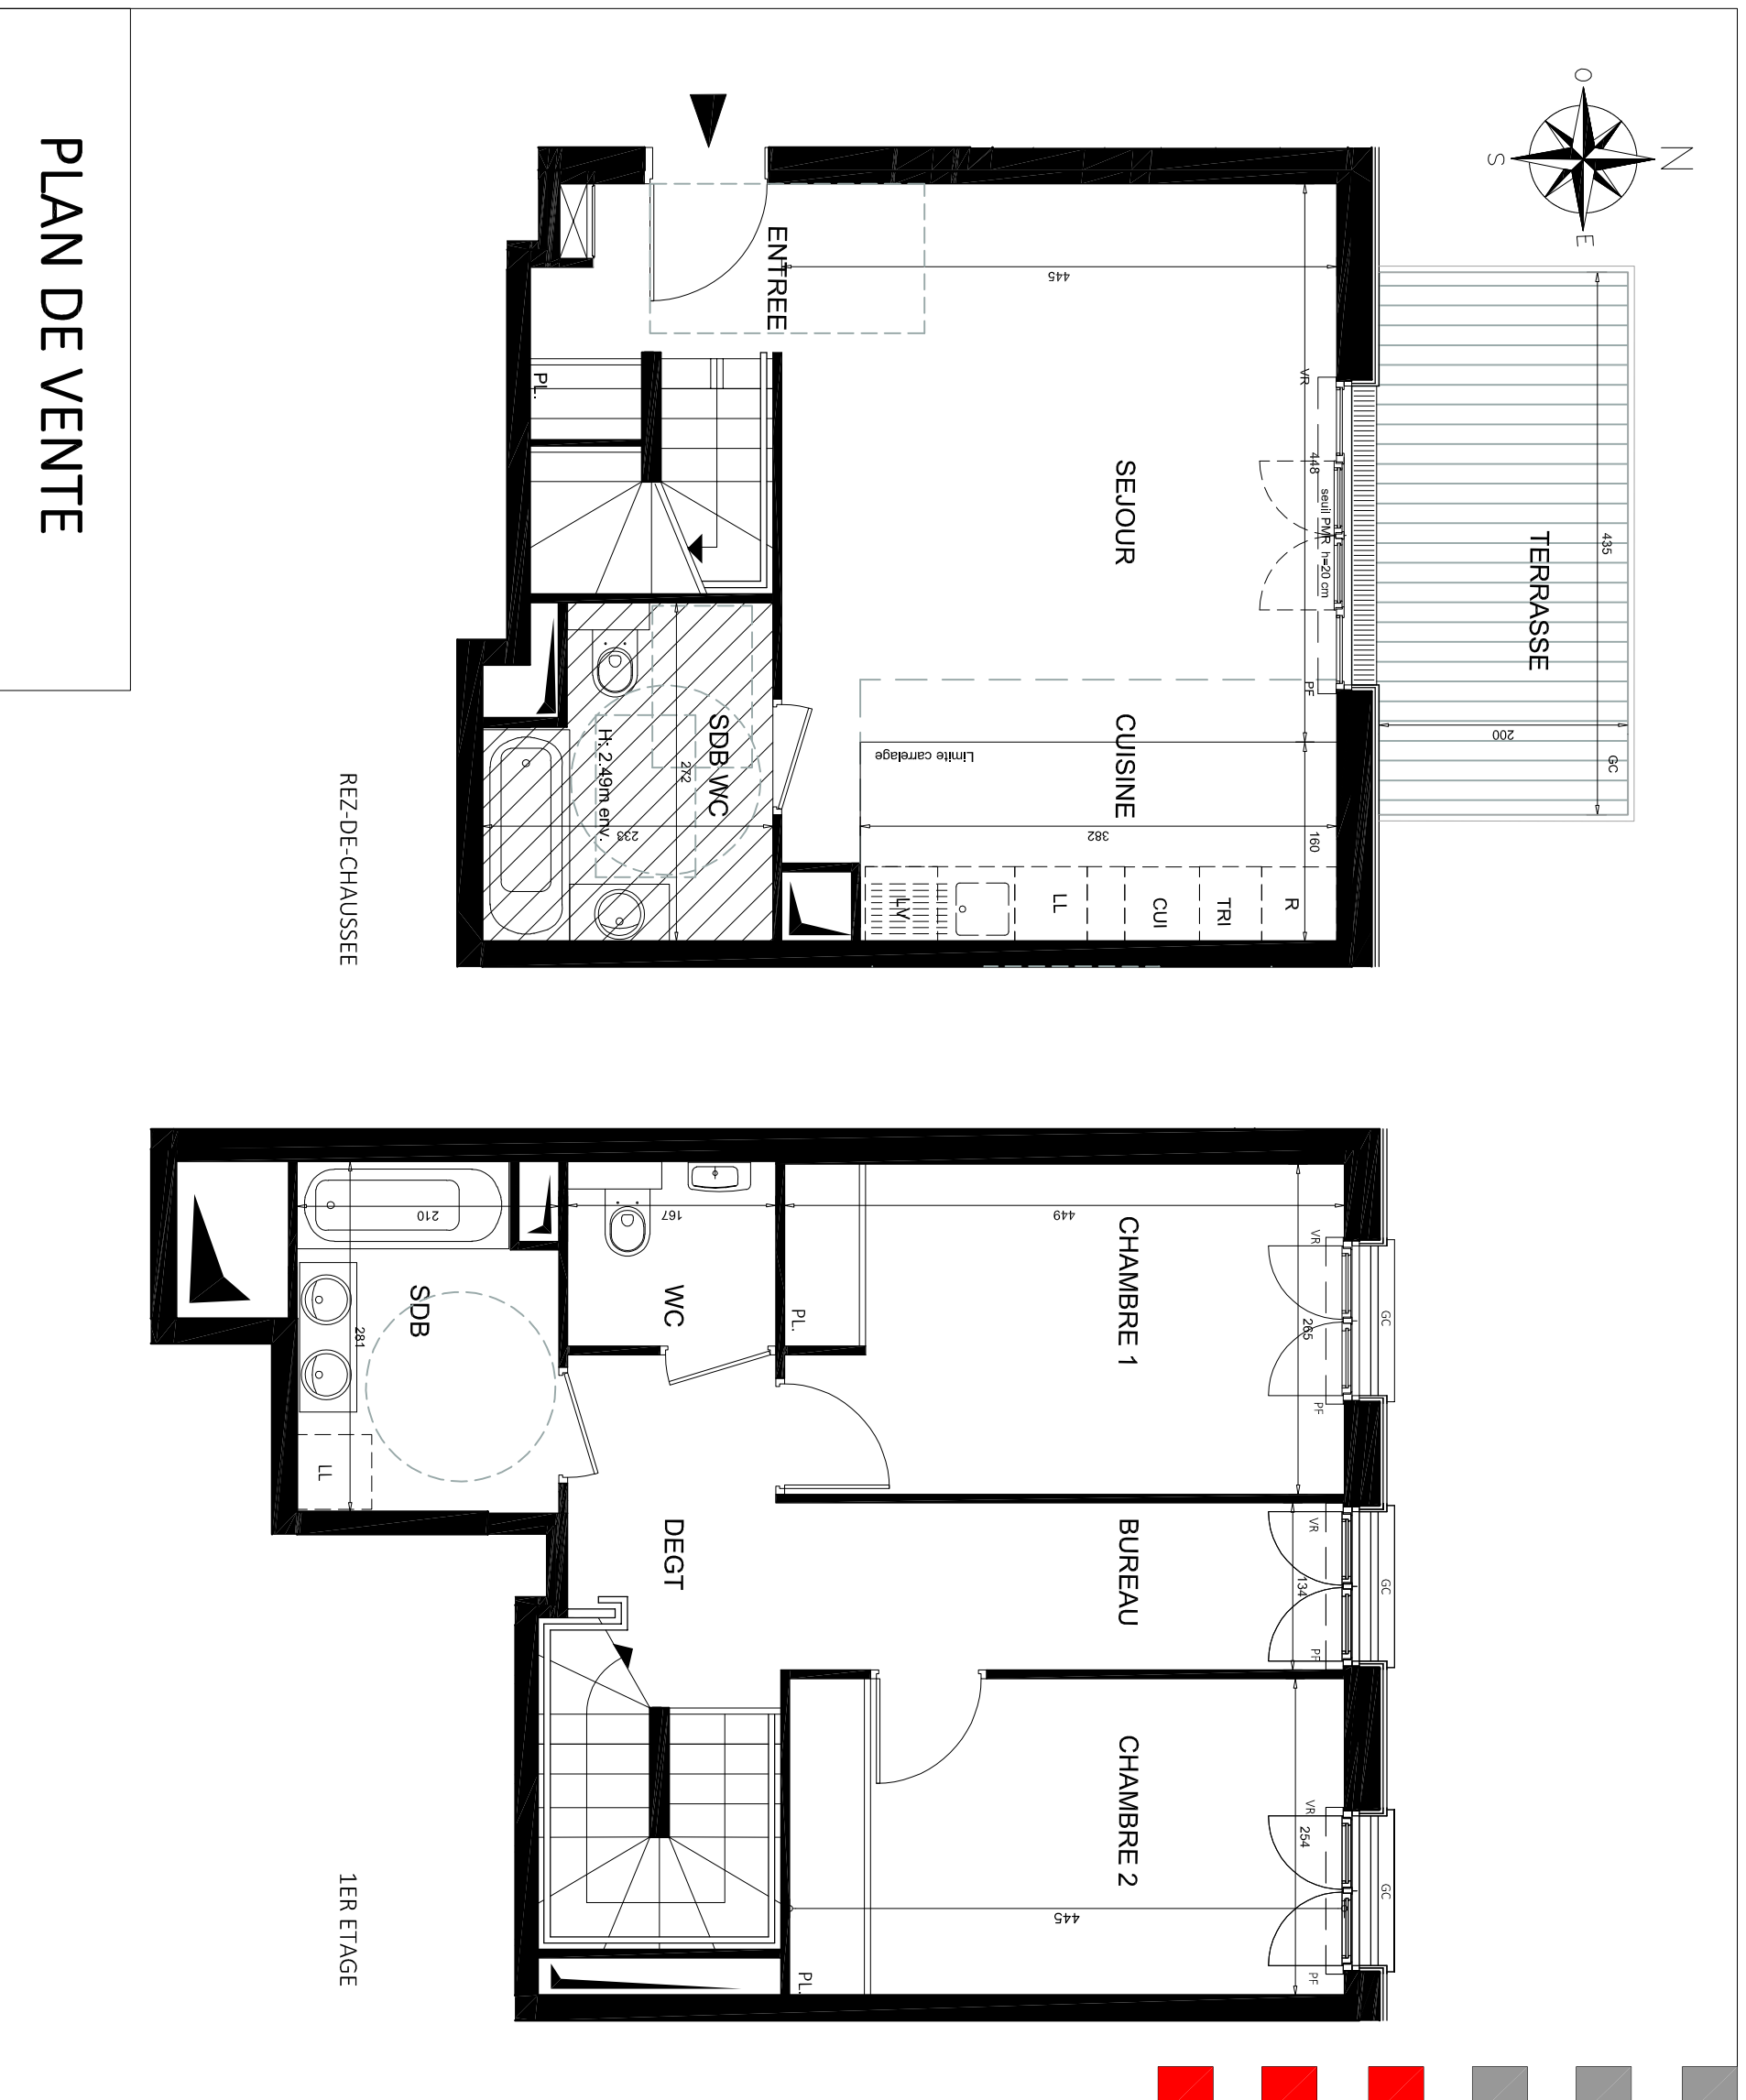 PLAN DE VENTE
N
O
E
S
TERRASSE
435
200
GC
VR
448
seuil PMR h=20 cm
PF
160
445
SEJOUR
CUISINE
Limite carrelage
382
R
TRI
CUI
LL
LV
ENTREE
PL.
SDB WC
272
H: 2.49m env.
233
REZ-DE-CHAUSSEE
GC
GC
GC
VR
265
PF
VR
134
PF
VR
254
PF
CHAMBRE 1
BUREAU
CHAMBRE 2
449
445
PL.
PL.
WC
167
DEGT
SDB
210
281
LL
1ER ETAGE